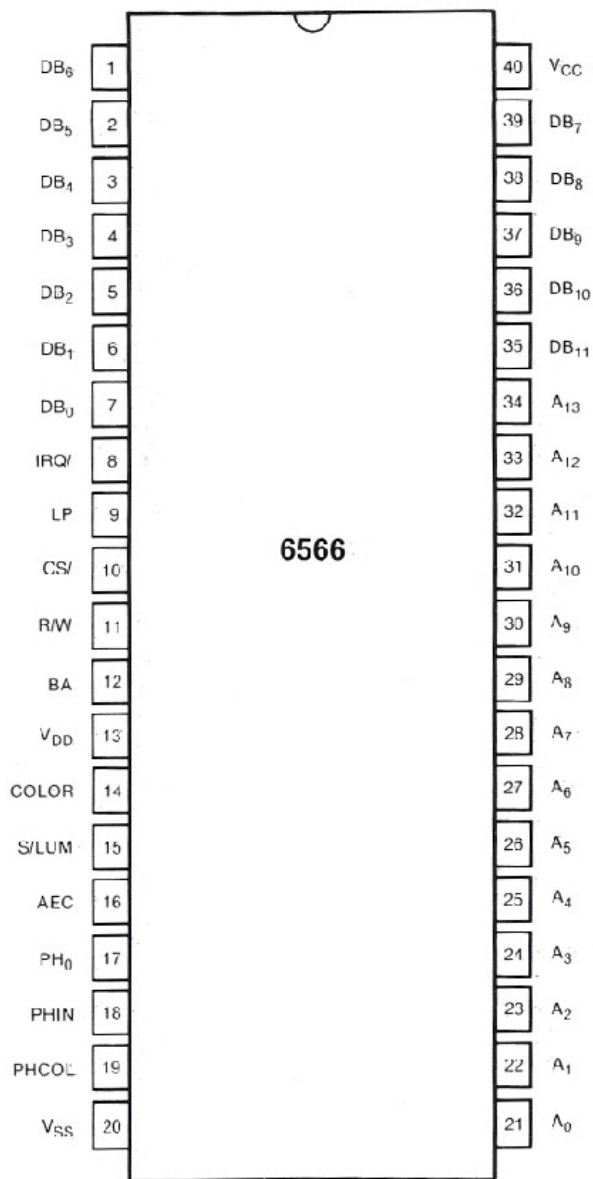 DB₆ 1 40 V_CC
DB₅ 2 39 DB₇
DB₄ 3 38 DB₈
DB₃ 4 37 DB₉
DB₂ 5 36 DB₁₀
DB₁ 6 35 DB₁₁
DB₀ 7 34 A₁₃
IRQ/ 8 33 A₁₂
LP 9 32 A₁₁
6566
CS/ 10 31 A₁₀
R/W 11 30 A₉
BA 12 29 A₈
V_DD 13 28 A₇
COLOR 14 27 A₆
S/LUM 15 26 A₅
AEC 16 25 A₄
PH₀ 17 24 A₃
PHIN 18 23 A₂
PHCOL 19 22 A₁
V_SS 20 21 A₀